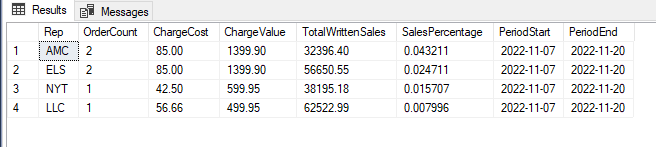 Results Messages
Rep OrderCount ChargeCost ChargeValue TotalWrittenSales SalesPercentage PeriodStart PeriodEnd
1 AMC 2 85.00 1399.90 32396.40 0.043211 2022-11-07 2022-11-20
2 ELS 2 85.00 1399.90 56650.55 0.024711 2022-11-07 2022-11-20
3 NYT 1 42.50 599.95 38195.18 0.015707 2022-11-07 2022-11-20
4 LLC 1 56.66 499.95 62522.99 0.007996 2022-11-07 2022-11-20